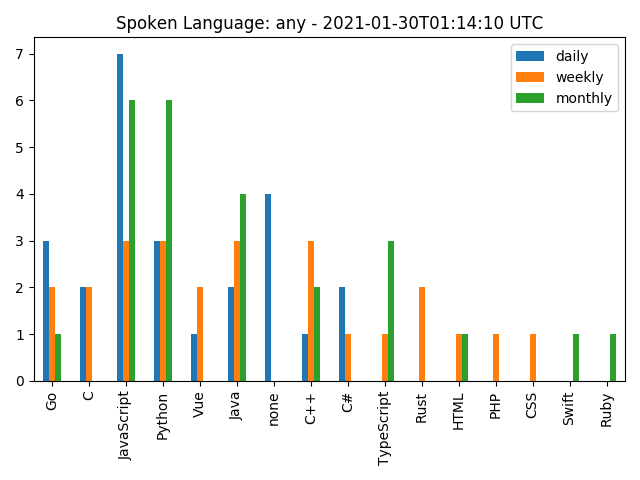 Spoken Language: any - 2021-01-30T01:14:10 UTC
daily
weekly
monthly
7
6
5
4
3
2
1
0
Go
C
JavaScript
Python
Vue
Java
none
C++
C#
TypeScript
Rust
HTML
PHP
CSS
Swift
Ruby